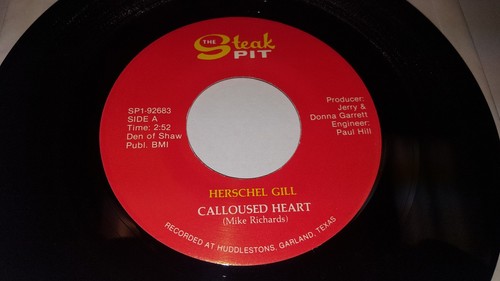 THE Steak
PIT
SP1-92683
SIDE A
Time: 2:52
Den of Shaw
Publ. BMI
Producer:
Jerry &
Donna Garrett
Engineer:
Paul Hill
HERSCHEL GILL
CALLOUSED HEART
(Mike Richards)
RECORDED AT HUDDLESTONS, GARLAND, TEXAS